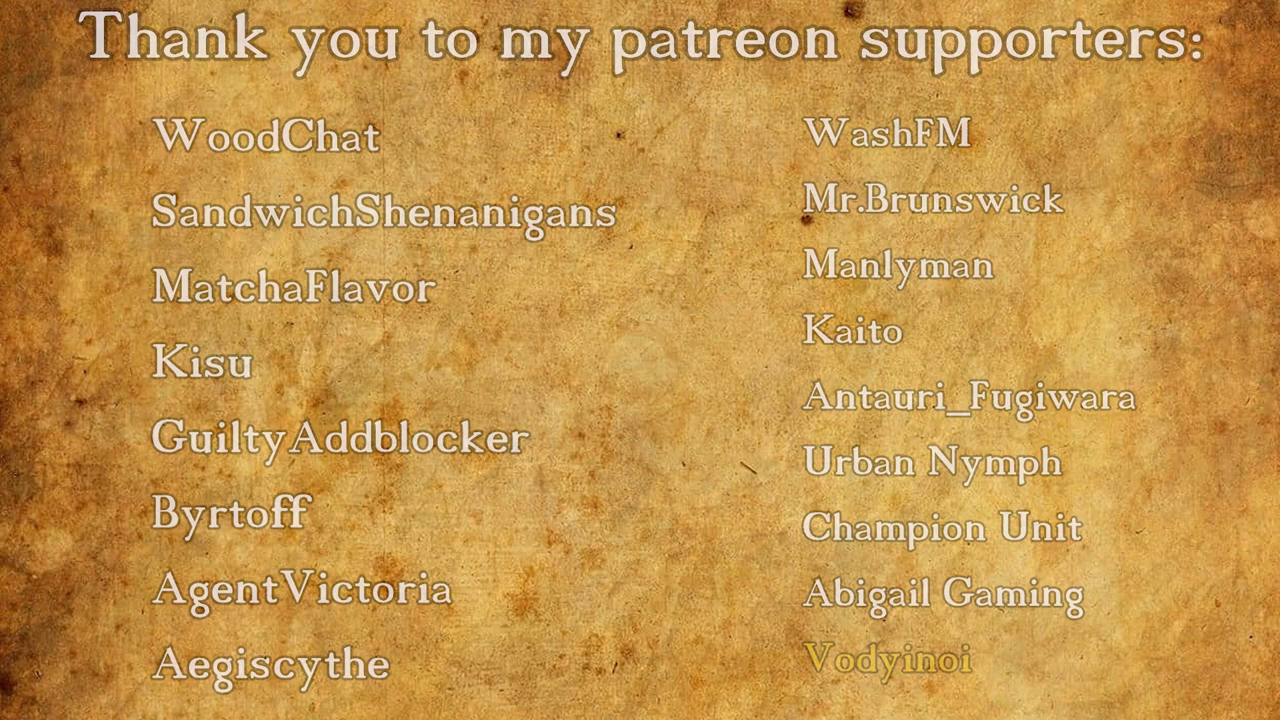 Thank you to my patreon supporters:
WoodChat
SandwichShenanigans
MatchaFlavor
Kisu
GuiltyAddblocker
Byrtoff
AgentVictoria
Aegiscythe
WashFM
Mr.Brunswick
Manlyman
Kaito
Antauri_Fugiwara
Urban Nymph
Champion Unit
Abigail Gaming
Vodyinoi